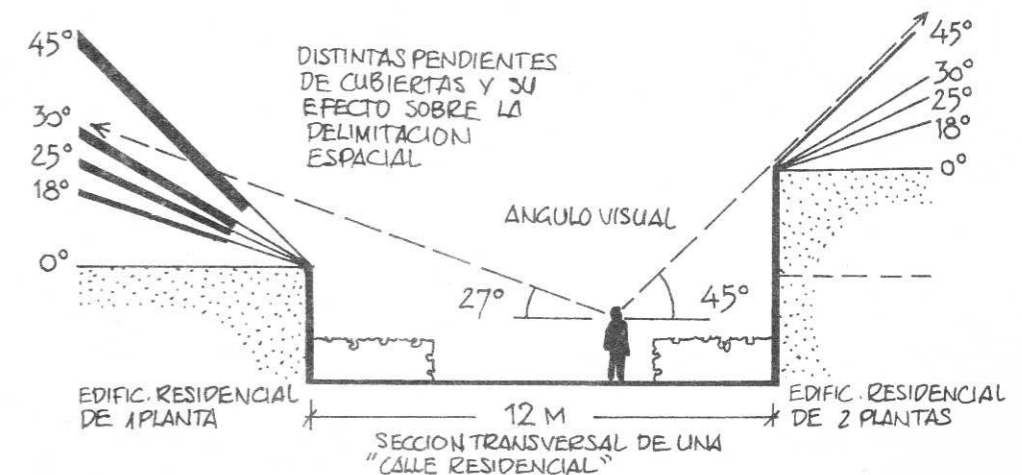 45°
30°
25°
18°
0°
DISTINTAS PENDIENTES
DE CUBIERTAS Y SU
EFECTO SOBRE LA
DELIMITACION
ESPACIAL
45°
30°
25°
18°
0°
ANGULO VISUAL
27°
45°
EDIFIC. RESIDENCIAL
DE 1 PLANTA
12 M
EDIFIC. RESIDENCIAL
DE 2 PLANTAS
SECCION TRANSVERSAL DE UNA
"CALLE RESIDENCIAL"